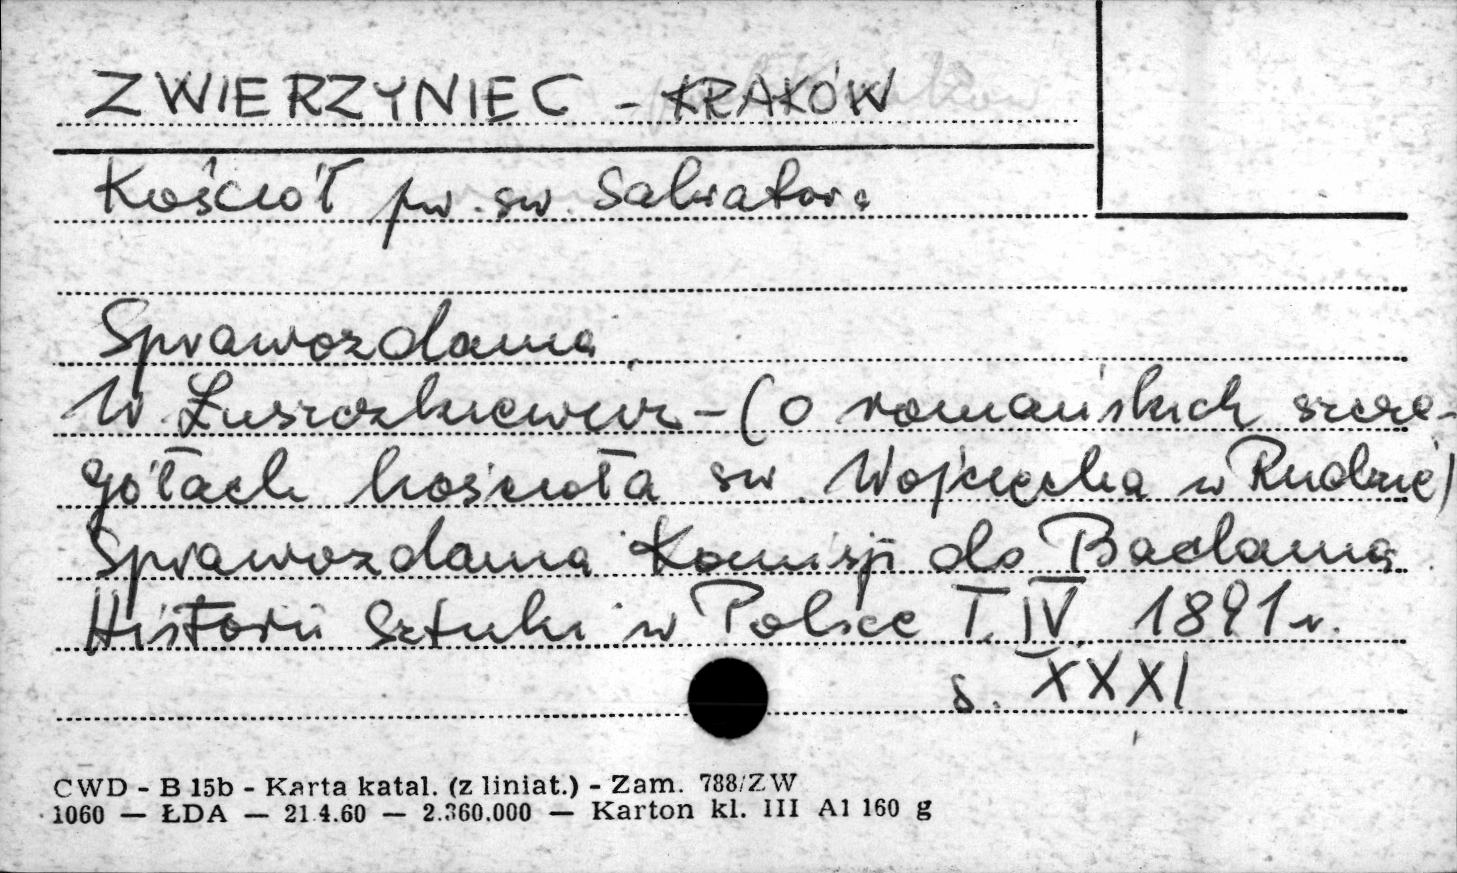 ZWIERZYNIEC - KRAKÓW
Kościół pw. św. Salwatora
Sprawozdania
W. Łuszczkiewicz - (o romańskich szcze-
gółach kościoła św. Wojciecha w Rudzie)
Sprawozdania Komisji do Badania
Historii Sztuki w Polsce T. IV. 1891 r.
s. XXXI
CWD - B 15b - Karta katal. (z liniat.) - Zam. 788/ZW
1060 — ŁDA — 21.4.60 — 2.360.000 — Karton kl. III A1 160 g